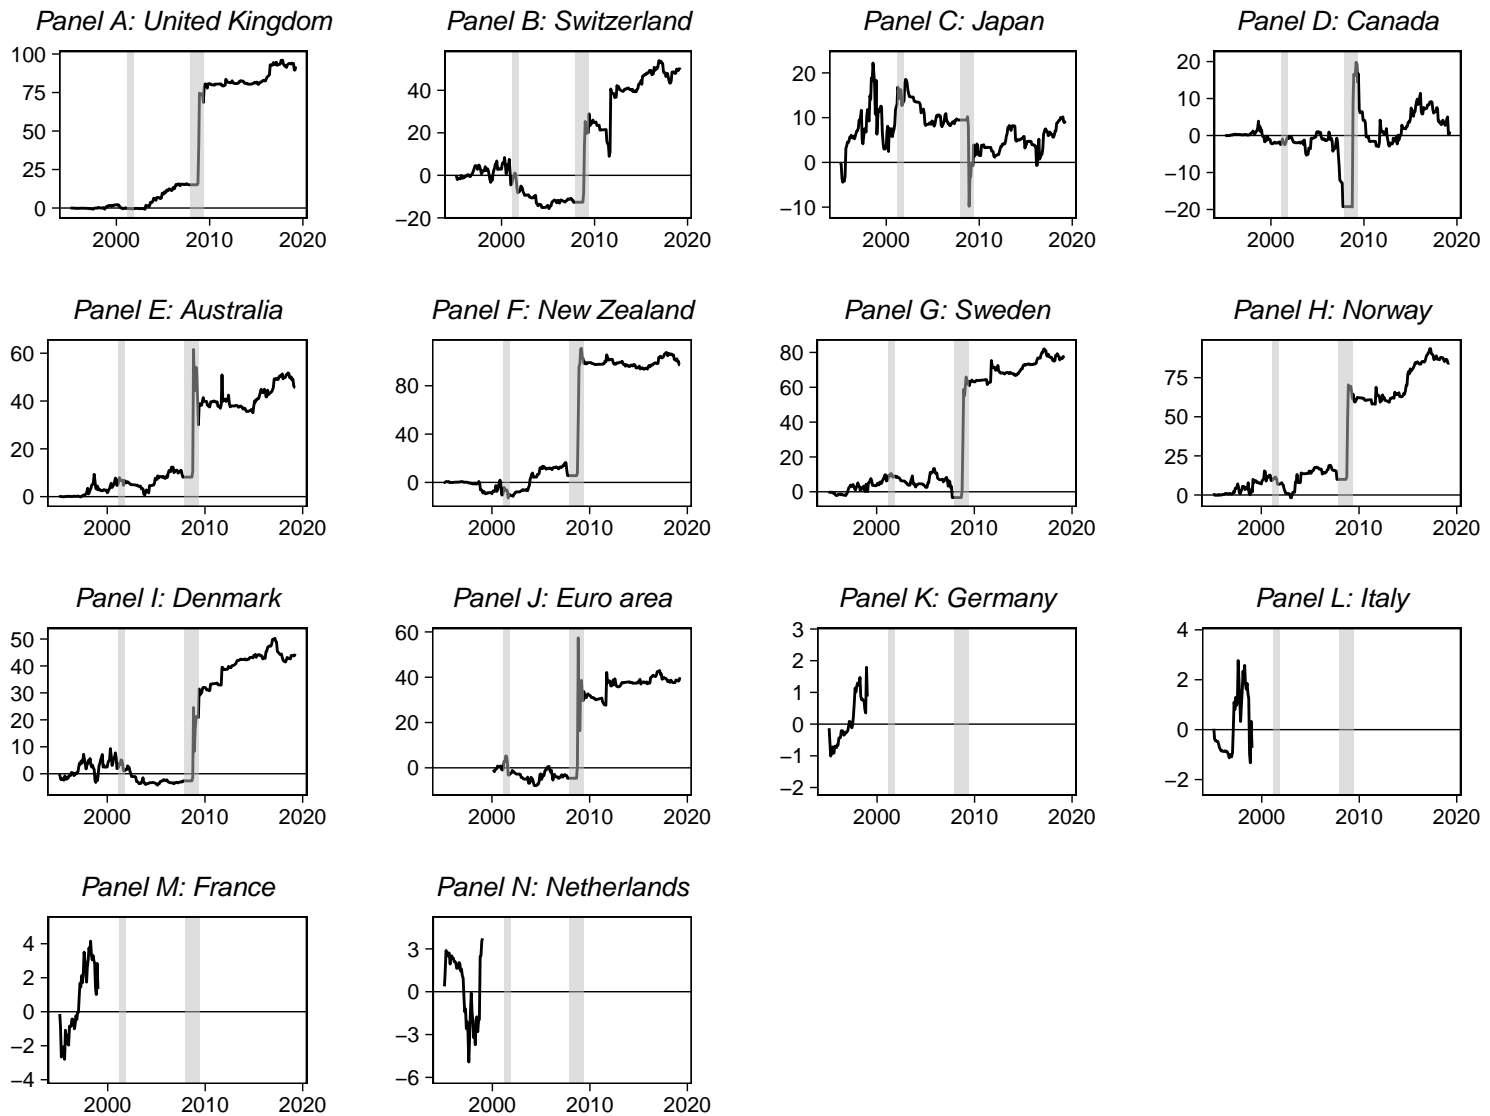 Panel A: United Kingdom
100
75
50
25
0
2000 2010 2020
Panel B: Switzerland
40
20
0
−20
2000 2010 2020
Panel C: Japan
20
10
0
−10
2000 2010 2020
Panel D: Canada
20
10
0
−10
−20
2000 2010 2020
Panel E: Australia
60
40
20
0
2000 2010 2020
Panel F: New Zealand
80
40
0
2000 2010 2020
Panel G: Sweden
80
60
40
20
0
2000 2010 2020
Panel H: Norway
75
50
25
0
2000 2010 2020
Panel I: Denmark
50
40
30
20
10
0
2000 2010 2020
Panel J: Euro area
60
40
20
0
2000 2010 2020
Panel K: Germany
3
2
1
0
−1
−2
2000 2010 2020
Panel L: Italy
4
2
0
−2
2000 2010 2020
Panel M: France
4
2
0
−2
−4
2000 2010 2020
Panel N: Netherlands
3
0
−3
−6
2000 2010 2020